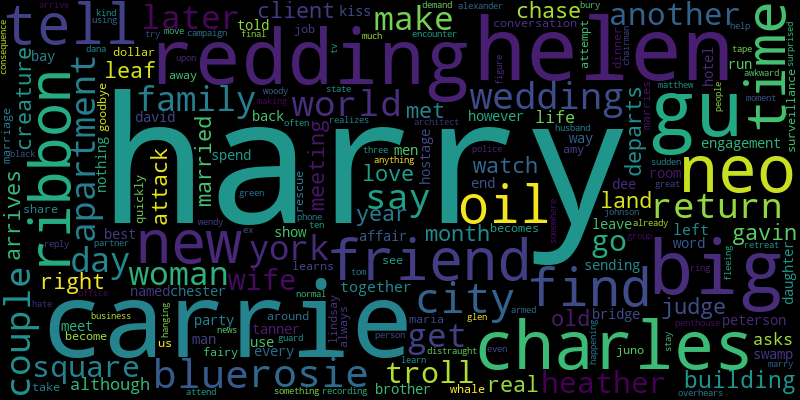 consequence
arrive
kind using
dollar
bay
tell
later
told
job
kiss
move campaign
client
final
conversation
demand alexander
chase
encounter
bury
another
attempt
dinner
help
chairman
tape
awkward
time
surprised
make
much
upon
tv
try
away
redding
helen
creature
ribbon
apartment
leaf
dana
goodbye
family
david
woody
making
state
often
world
met
architect
figure
wedding
however
life
hotel
run
matthew
people
moment
surveillance
gu
marries
marriage
black
nothing
spend
attack
married
back
realizes
harry
meeting
three men
anything
love
say
hostage
police
watch
end
husband
way
amy
departs
engagement
room
sudden
great
neo
dee
land
return
share
reply
arrives
quickly
green
rescue
year
oil
somewhere
johnson
already
group
leave
left
gavin
word
retreat
ring
fleeing
daughter
best
wendy
ex
phone
ten
show
affair
month
becomes
go
sending
couple
day
partner
new york
friend
learns
tom
see
together
find
big
right
woman
wife
city
hate
office
named
chester
carrie
normal
lindsay
always
maria
get
old
bridge
judge
peterson
asks
meet
become
business
us
hanging
party
man
news
around
tanner
guard
use
person
glen
armed
charles
happening
juno
penthouse
stay
swamp
marry
square
although
take
bluerosie
fairy
every
attend
brother
something
recording
learn
distraught
even
troll
whale
real
heather
overhears
building